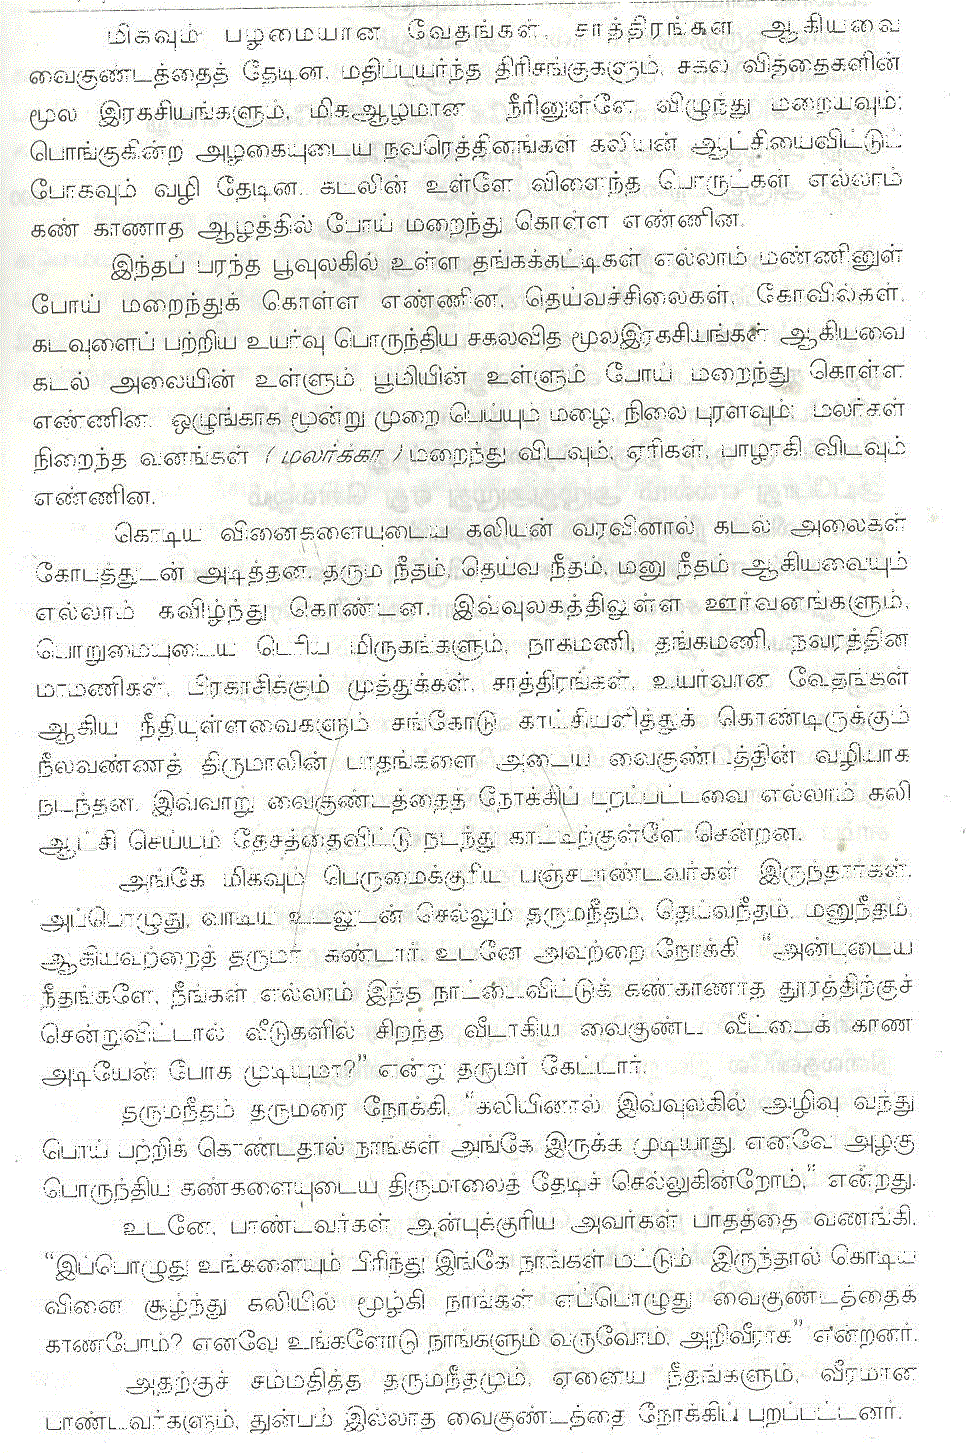 மிகவும் பழமையான வேதங்கள், சாத்திரங்கள ஆகியவை
வைகுண்டத்தைத் தேடின. மதிப்புயர்ந்த திரிசங்குகளும், சகல வித்தைகளின்
மூல இரகசியங்களும், மிகஆழமான நீரினுள்ளே விழுந்து மறையவும்;
பொங்குகின்ற அழகையுடைய நவரெத்தினங்கள் கலியன் ஆட்சியைவிட்டுப்
போகவும் வழி தேடின. கடலின் உள்ளே விளைந்த பொருட்கள் எல்லாம்
கண் காணாத ஆழத்தில் போய் மறைந்து கொள்ள எண்ணின.
இந்தப் பரந்த பூவுலகில் உள்ள தங்கக்கட்டிகள் எல்லாம் மண்ணினுள்
போய் மறைந்துக் கொள்ள எண்ணின. தெய்வச்சிலைகள், கோவில்கள்,
கடவுளைப் பற்றிய உயர்வு பொருந்திய சகலவித மூலஇரகசியங்கள் ஆகியவை
கடல் அலையின் உள்ளும் பூமியின் உள்ளும் போய் மறைந்து கொள்ள
எண்ணின. ஒழுங்காக மூன்று முறை பெய்யும் மழை, நிலை புரளவும்; மலர்கள்
நிறைந்த வனங்கள் (மலர்க்கா) மறைந்து விடவும், ஏரிகள், பாழாகி விடவும்
எண்ணின.
கொடிய வினைகளையுடைய கலியன் வரவினால் கடல் அலைகள்
கோபத்துடன் அடித்தன. தரும நீதம், தெய்வ நீதம், மனு நீதம் ஆகியவையும்
எல்லாம் கவிழ்ந்து கொண்டன. இவ்வுலகத்திலுள்ள ஊர்வனங்களும்,
பொறுமையுடைய பெரிய மிருகங்களும், நாகமணி, தங்கமணி, நவரத்தின
மாமணிகள், பிரகாசிக்கும் முத்துக்கள், சாத்திரங்கள், உயர்வான வேதங்கள்
ஆகிய நீதியுள்ளவைகளும் சங்கோடு காட்சியளித்துக் கொண்டிருக்கும்
நீலவண்ணத் திருமாலின் பாதங்களை அடைய வைகுண்டத்தின் வழியாக
நடந்தன. இவ்வாறு வைகுண்டத்தைத் நோக்கிப் புறப்பட்டவை எல்லாம் கலி
ஆட்சி செய்யும் தேசத்தைவிட்டு நடந்து காட்டிற்குள்ளே சென்றன.
அங்கே மிகவும் பெருமைக்குரிய பஞ்சபாண்டவர்கள் இருந்தார்கள்.
அப்பொழுது, வாடிய உடலுடன் செல்லும் தருமநீதம், தெய்வநீதம், மனுநீதம்
ஆகியவற்றைத் தருமர் கண்டார். உடனே அவற்றை நோக்கி "அன்புடைய
நீதங்களே, நீங்கள் எல்லாம் இந்த நாட்டைவிட்டுக் கண்காணாத தூரத்திற்குச்
சென்றுவிட்டால் வீடுகளில் சிறந்த வீடாகிய வைகுண்ட வீட்டைக் காண
அடியேன் போக முடியுமா?" என்று தருமர் கேட்டார்.
தருமநீதம் தருமரை நோக்கி, "கலியினால் இவ்வுலகில் அழிவு வந்து
பொய் பற்றிக் கொண்டதால் நாங்கள் அங்கே இருக்க முடியாது. எனவே அழகு
பொருந்திய கண்களையுடைய திருமாலைத் தேடிச் செல்லுகின்றோம்," என்றது.
உடனே, பாண்டவர்கள் அன்புக்குரிய அவர்கள் பாதத்தை வணங்கி,
"இப்பொழுது உங்களையும் பிரிந்து இங்கே நாங்கள் மட்டும் இருந்தால் கொடிய
வினை சூழ்ந்து கலியில் மூழ்கி நாங்கள் எப்பொழுது வைகுண்டத்தைக்
காண்போம்? எனவே உங்களோடு நாங்களும் வருவோம், அறிவீராக" என்றனர்.
அதற்குச் சம்மதித்த தருமநீதமும், ஏனைய நீதங்களும், வீரமான
பாண்டவர்களும், துன்பம் இல்லாத வைகுண்டத்தை நோக்கிப் புறப்பட்டனர்.